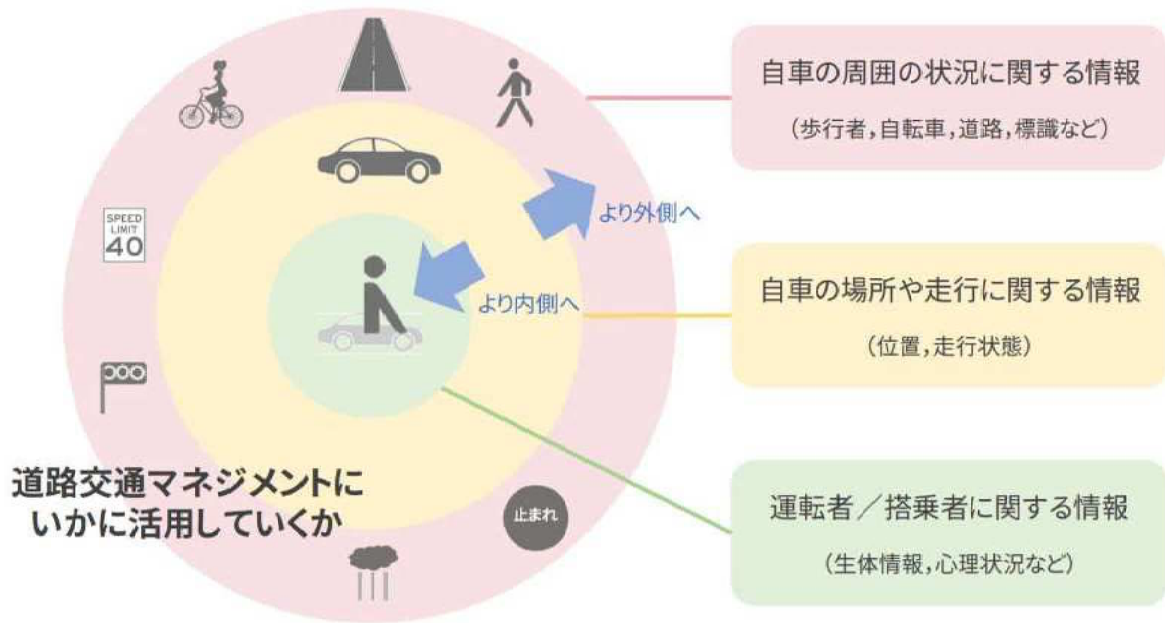 自車の周囲の状況に関する情報
(歩行者,自転車,道路,標識など)
より外側へ
SPEED
LIMIT
40
より内側へ
自車の場所や走行に関する情報
(位置,走行状態)
道路交通マネジメントに
いかに活用していくか
止まれ
運転者/搭乗者に関する情報
(生体情報,心理状況など)